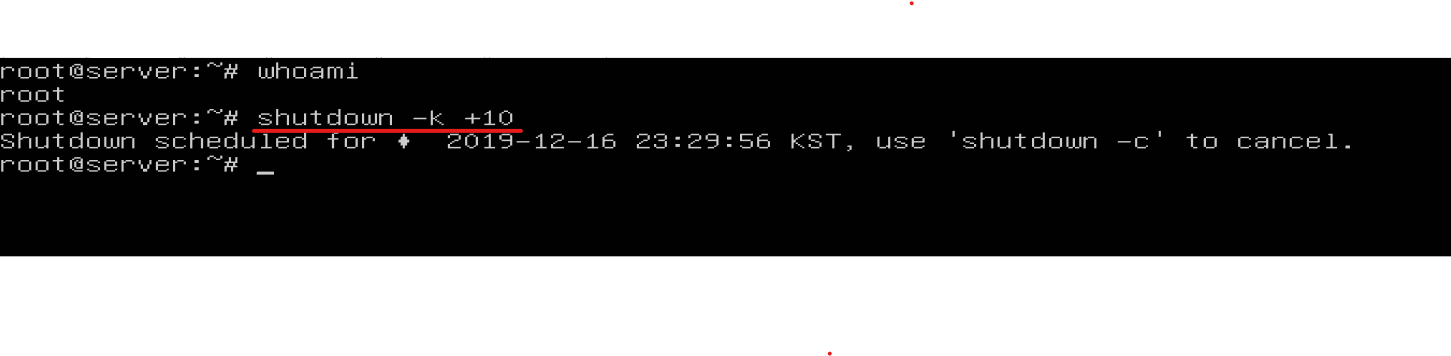 root@server:~# whoami
root
root@server:~# shutdown -k +10
Shutdown scheduled for ♦  2019-12-16 23:29:56 KST, use 'shutdown -c' to cancel.
root@server:~# _